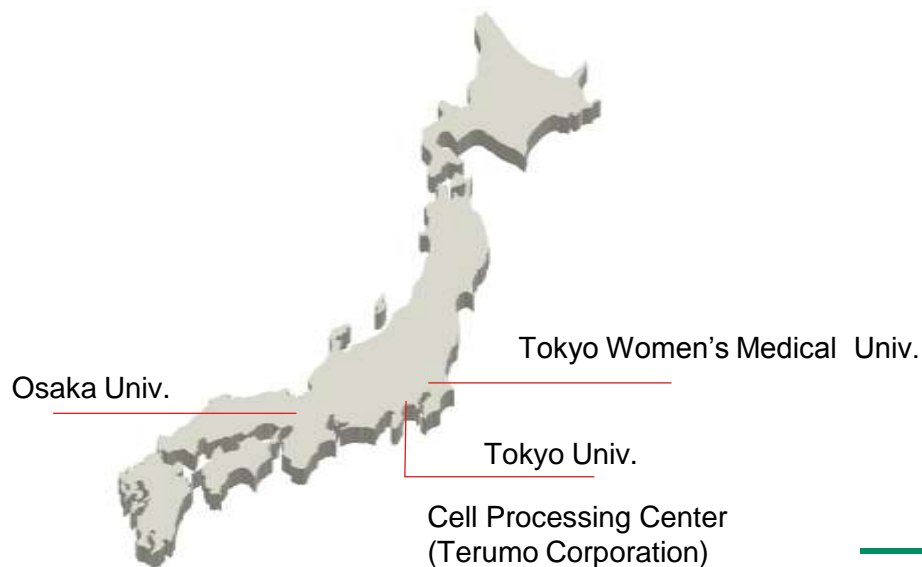 Tokyo Women’s Medical Univ.
Osaka Univ.
Tokyo Univ.
Cell Processing Center
(Terumo Corporation)